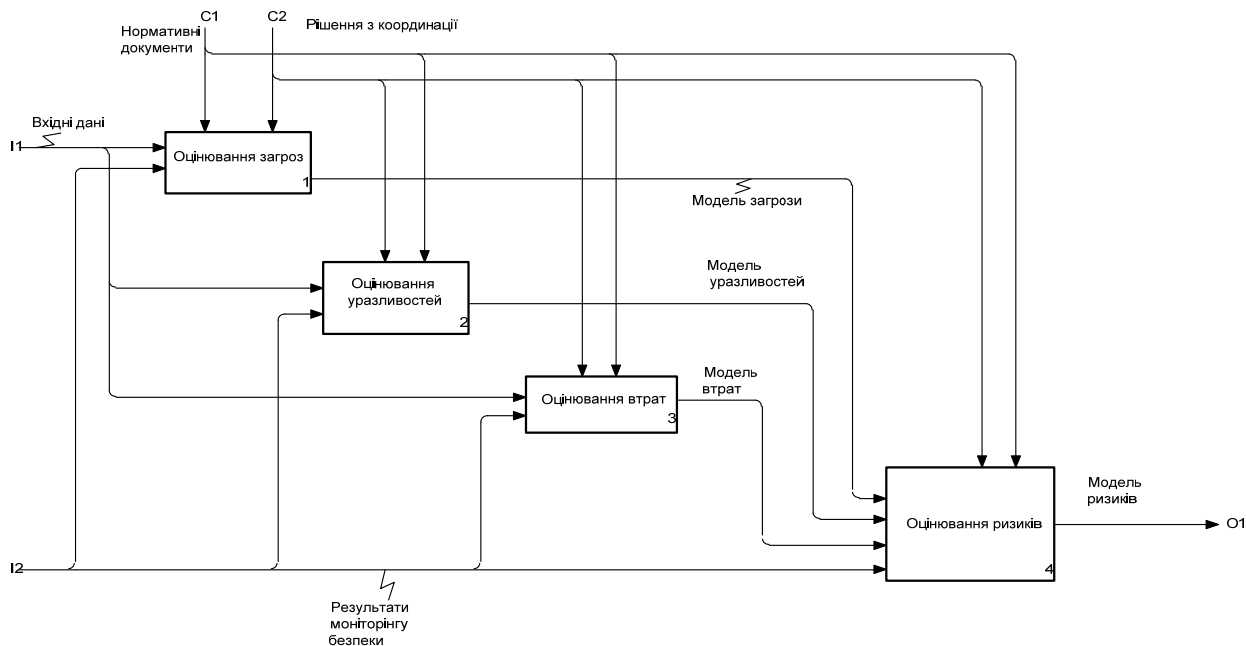 C1
C2
Нормативні
документи
Рішення з координації
Вхідні дані
I1
Оцінювання загроз
1
Модель загрози
Оцінювання
уразливостей
2
Модель
уразливостей
Оцінювання втрат
3
Модель
втрат
Оцінювання ризиків
4
Модель
ризиків
O1
I2
Результати
моніторінгу
безпеки